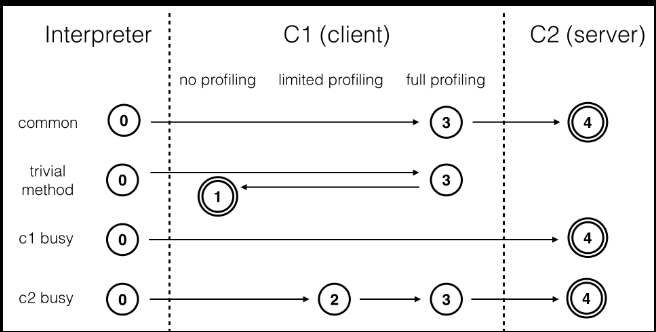 Interpreter C1 (client) C2 (server)
no profiling limited profiling full profiling
common 0 3 4
trivial
method 0 3
1
c1 busy 0 4
c2 busy 0 2 3 4